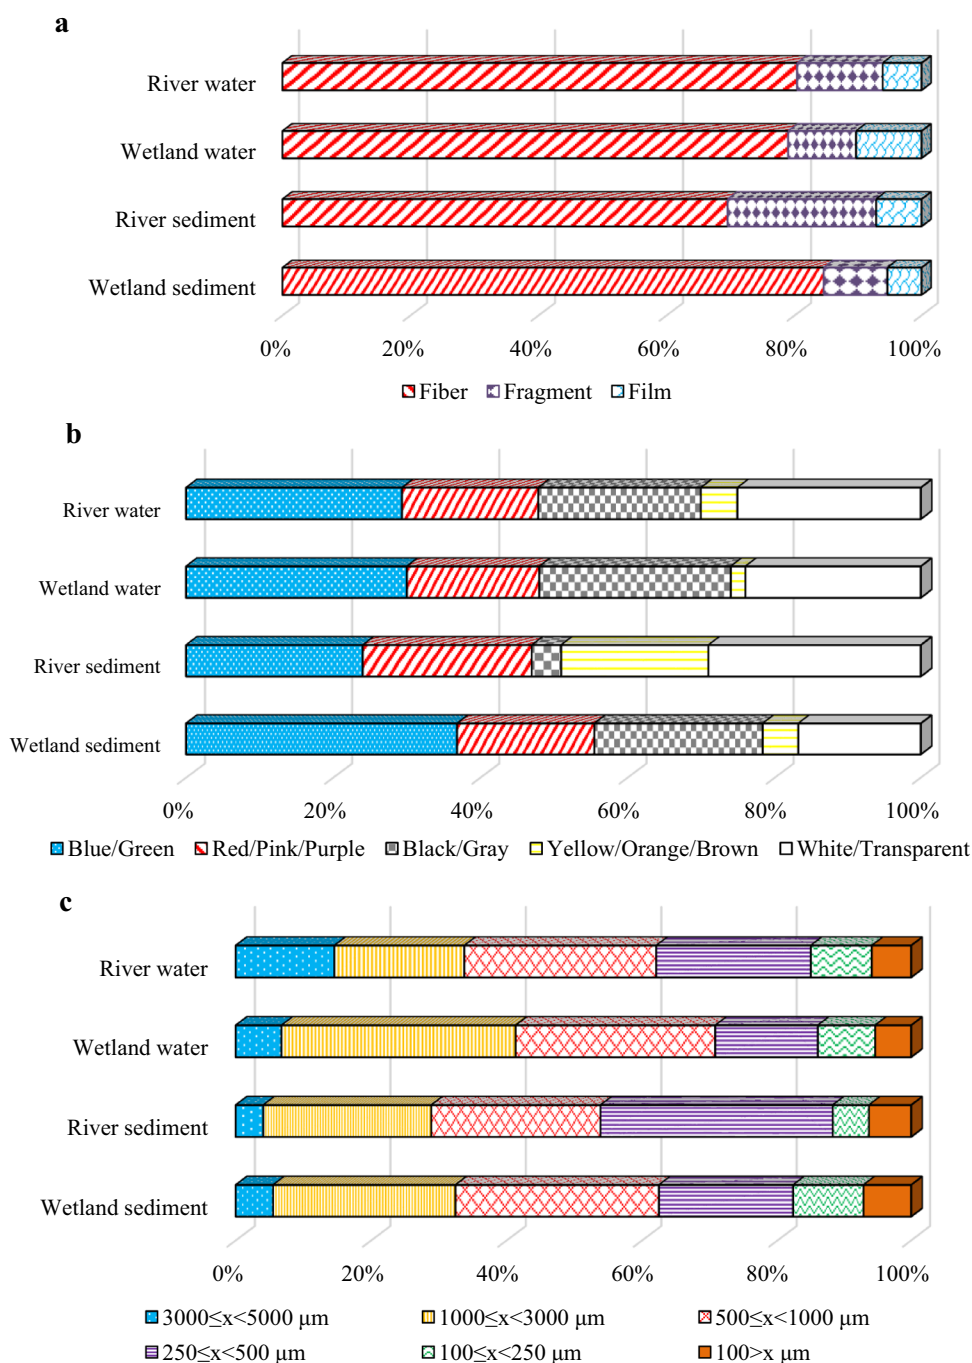 a
River water
Wetland water
River sediment
Wetland sediment
0% 20% 40% 60% 80% 100%
Fiber Fragment Film
b
River water
Wetland water
River sediment
Wetland sediment
0% 20% 40% 60% 80% 100%
Blue/Green Red/Pink/Purple Black/Gray Yellow/Orange/Brown White/Transparent
c
River water
Wetland water
River sediment
Wetland sediment
0% 20% 40% 60% 80% 100%
3000≤x<5000 µm 1000≤x<3000 µm 500≤x<1000 µm
250≤x<500 µm 100≤x<250 µm 100>x µm